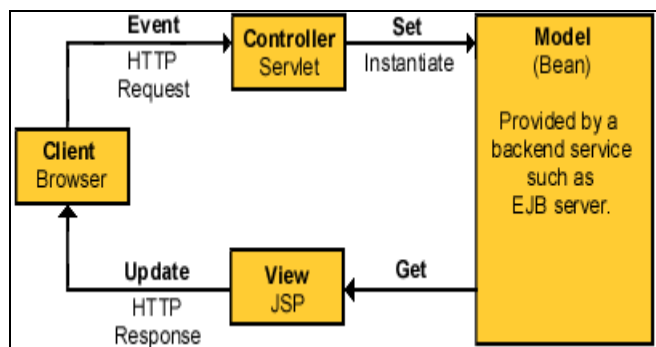 Event
HTTP
Request
Controller
Servlet
Set
Instantiate
Model
(Bean)
Provided by a
backend service
such as
EJB server.
Client
Browser
Update
HTTP
Response
View
JSP
Get